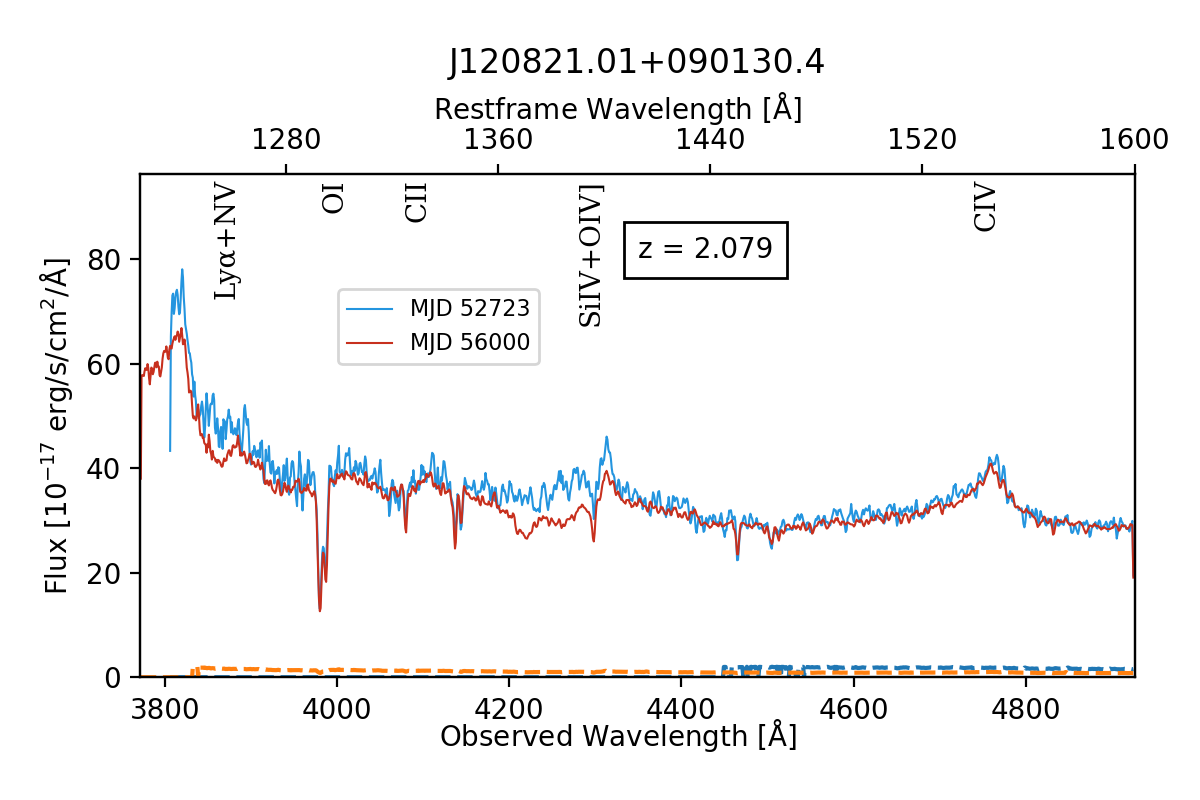 J120821.01+090130.4
Restframe Wavelength [Å]
1280 1360 1440 1520 1600
Lyα+NV OI CII SiIV+OIV] CIV
z = 2.079
MJD 52723
MJD 56000
Flux [10⁻¹⁷ erg/s/cm²/Å]
80
60
40
20
0
3800 4000 4200 4400 4600 4800
Observed Wavelength [Å]